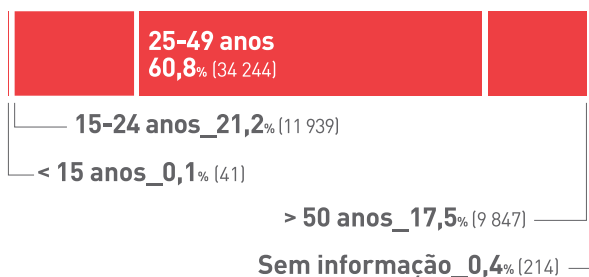 25-49 anos
60,8% (34 244)
15-24 anos_21,2% (11 939)
< 15 anos_0,1% (41)
> 50 anos_17,5% (9 847)
Sem informação_0,4% (214)